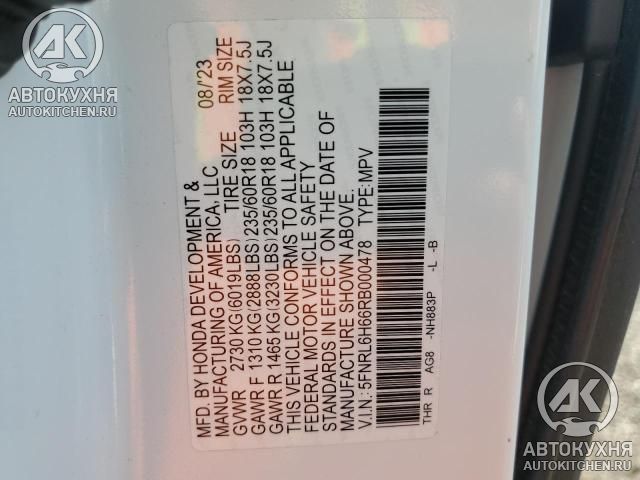 AK
АВТОКУХНЯ
AUTOKITCHEN.RU
MFD. BY HONDA DEVELOPMENT & 08/'23
MANUFACTURING OF AMERICA, LLC
GVWR 2730 KG(6019LBS) TIRE SIZE RIM SIZE
GAWR F 1310 KG(2888LBS) 235/60R18 103H 18X7.5J
GAWR R 1465 KG(3230LBS) 235/60R18 103H 18X7.5J
THIS VEHICLE CONFORMS TO ALL APPLICABLE
FEDERAL MOTOR VEHICLE SAFETY
STANDARDS IN EFFECT ON THE DATE OF
MANUFACTURE SHOWN ABOVE.
V.I.N.: 5FNRL6H66RB000478 TYPE:MPV
THR R AG8 -NH883P -L -B
AK
АВТОКУХНЯ
AUTOKITCHEN.RU